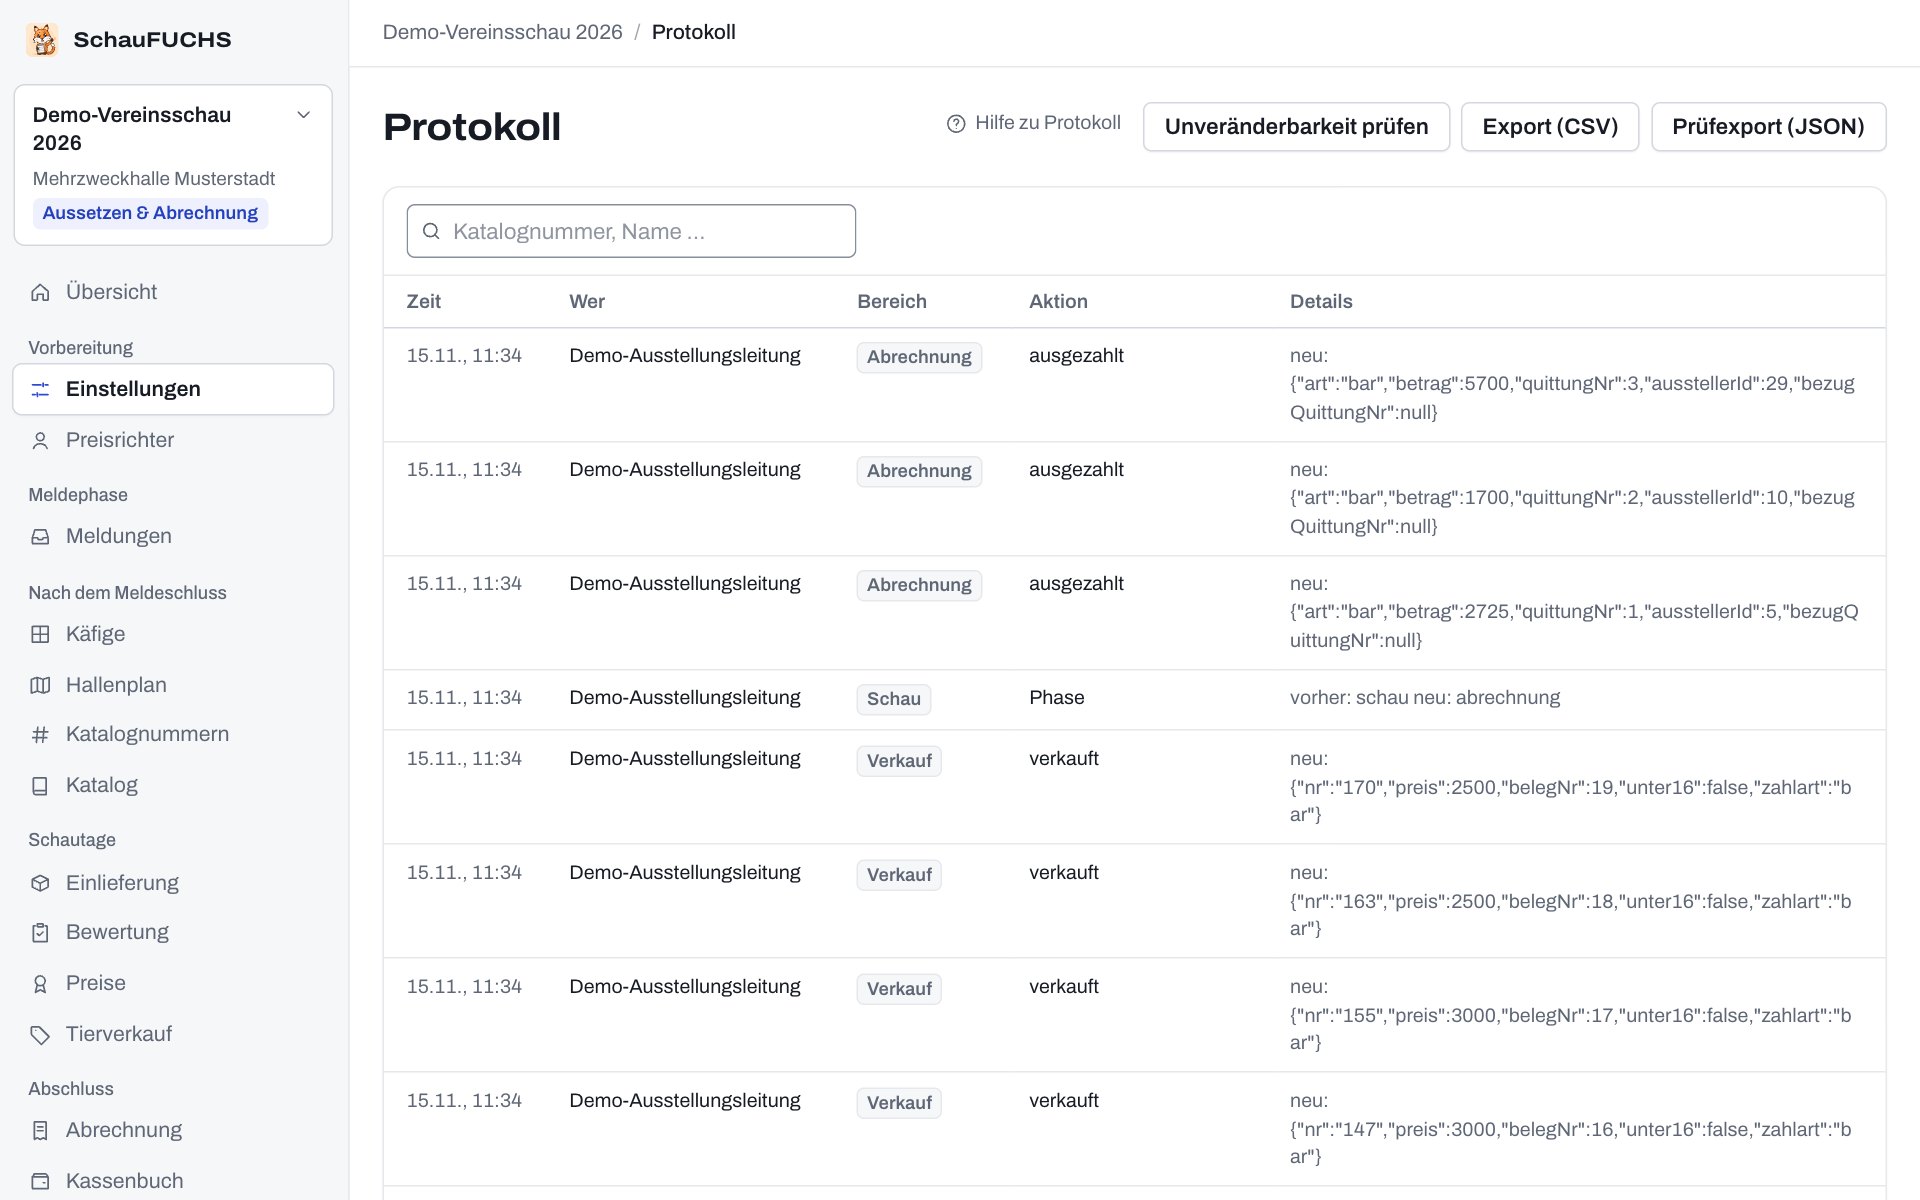 SchauFUCHS
Demo-Vereinsschau 2026
Mehrzweckhalle Musterstadt
Aussetzen & Abrechnung
Übersicht
Vorbereitung
Einstellungen
Preisrichter
Meldephase
Meldungen
Nach dem Meldeschluss
Käfige
Hallenplan
Katalognummern
Katalog
Schautage
Einlieferung
Bewertung
Preise
Tierverkauf
Abschluss
Abrechnung
Kassenbuch
Demo-Vereinsschau 2026 / Protokoll
Protokoll
Hilfe zu Protokoll
Unveränderbarkeit prüfen
Export (CSV)
Prüfexport (JSON)
Katalognummer, Name ...
Zeit Wer Bereich Aktion Details
15.11., 11:34 Demo-Ausstellungsleitung Abrechnung ausgezahlt neu:
{"art":"bar","betrag":5700,"quittungNr":3,"ausstellerId":29,"bezug
QuittungNr":null}
15.11., 11:34 Demo-Ausstellungsleitung Abrechnung ausgezahlt neu:
{"art":"bar","betrag":1700,"quittungNr":2,"ausstellerId":10,"bezug
QuittungNr":null}
15.11., 11:34 Demo-Ausstellungsleitung Abrechnung ausgezahlt neu:
{"art":"bar","betrag":2725,"quittungNr":1,"ausstellerId":5,"bezugQ
uittungNr":null}
15.11., 11:34 Demo-Ausstellungsleitung Schau Phase vorher: schau neu: abrechnung
15.11., 11:34 Demo-Ausstellungsleitung Verkauf verkauft neu:
{"nr":"170","preis":2500,"belegNr":19,"unter16":false,"zahlart":"b
ar"}
15.11., 11:34 Demo-Ausstellungsleitung Verkauf verkauft neu:
{"nr":"163","preis":2500,"belegNr":18,"unter16":false,"zahlart":"b
ar"}
15.11., 11:34 Demo-Ausstellungsleitung Verkauf verkauft neu:
{"nr":"155","preis":3000,"belegNr":17,"unter16":false,"zahlart":"b
ar"}
15.11., 11:34 Demo-Ausstellungsleitung Verkauf verkauft neu:
{"nr":"147","preis":3000,"belegNr":16,"unter16":false,"zahlart":"b
ar"}